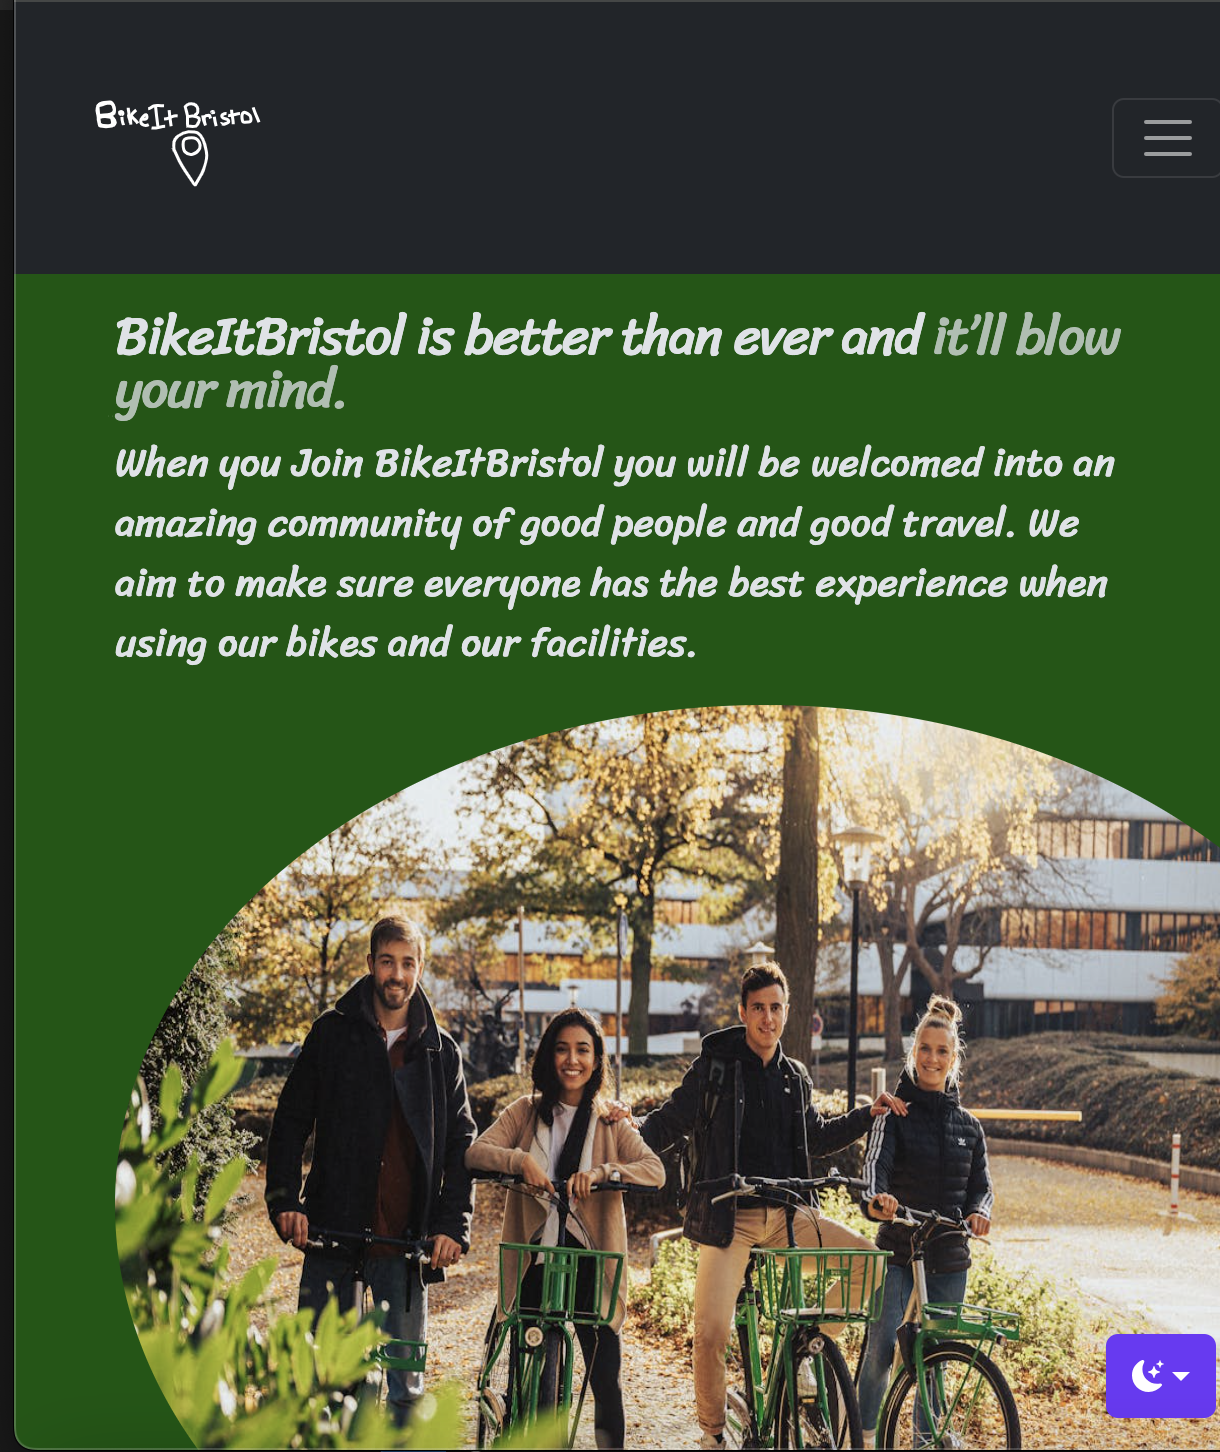 BikeIt Bristol
BikeItBristol is better than ever and it’ll blow
your mind.
When you Join BikeItBristol you will be welcomed into an
amazing community of good people and good travel. We
aim to make sure everyone has the best experience when
using our bikes and our facilities.